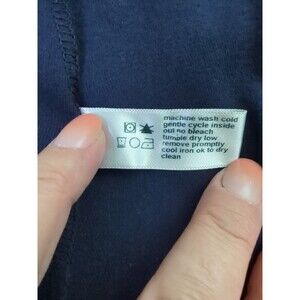 machine wash cold
gentle cycle inside
out no bleach
tumble dry low
remove promptly
cool iron ok to dry
clean